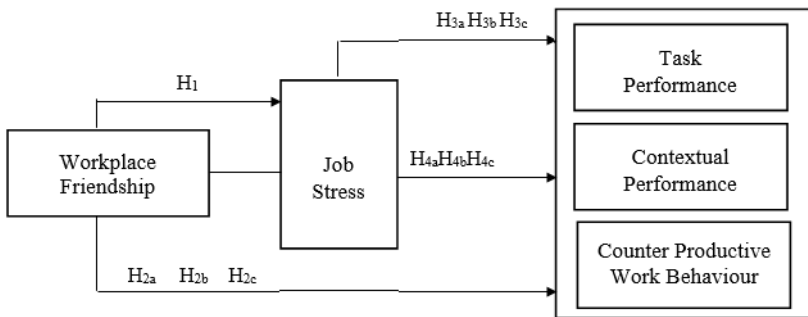 H3a H3b H3c
Task
Performance
H1
Workplace
Friendship
Job
Stress
H4aH4bH4c
Contextual
Performance
H2a H2b H2c
Counter Productive
Work Behaviour